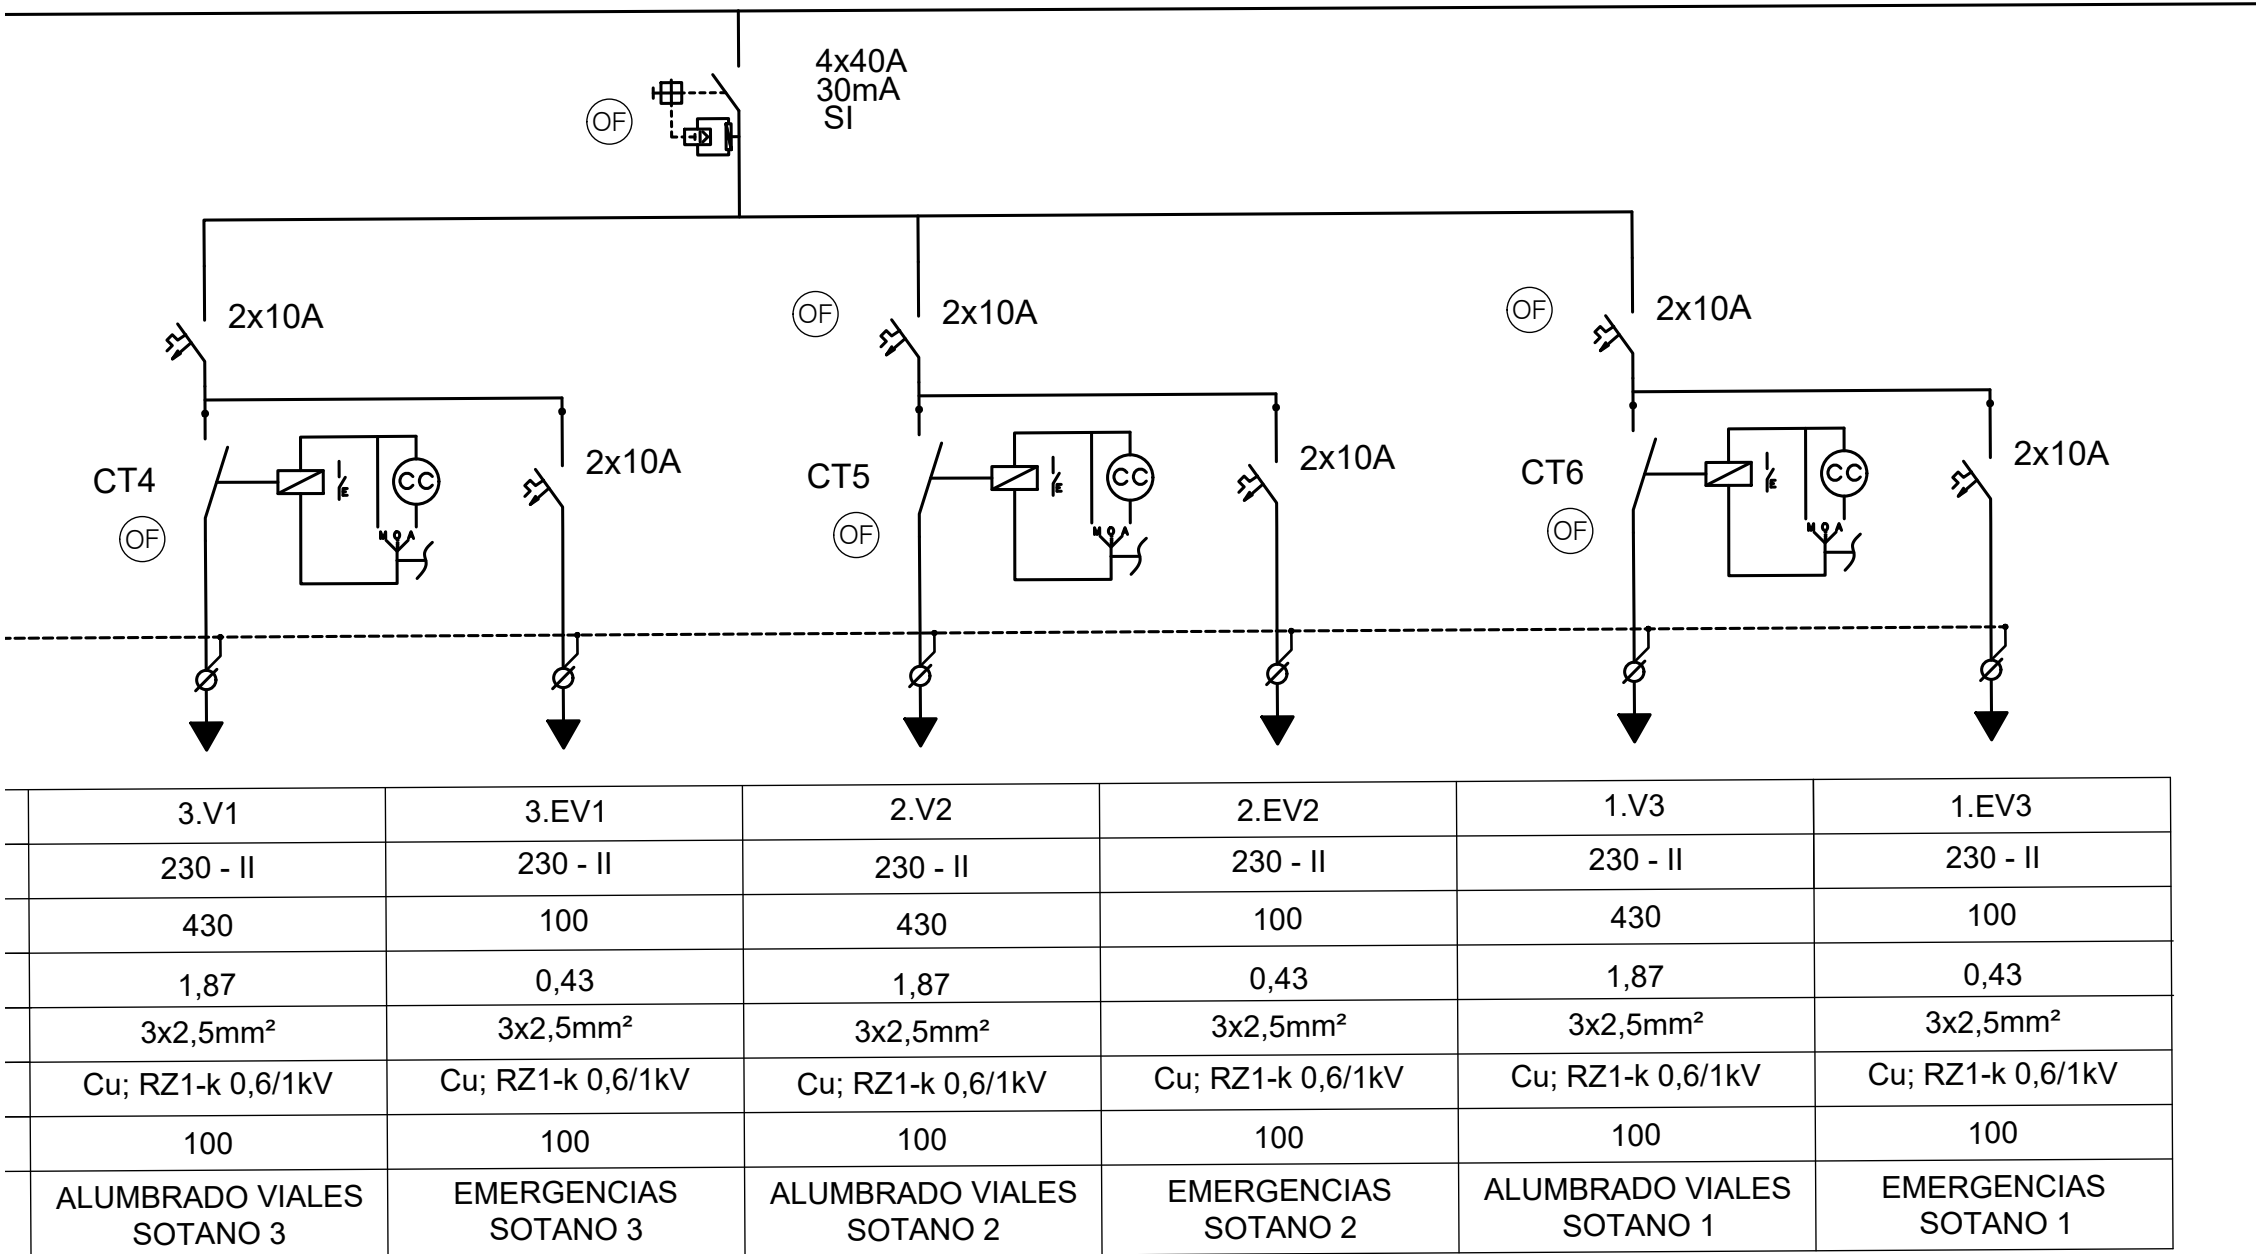 4x40A
30mA
SI
OF
2x10A
OF
2x10A
OF
2x10A
CT4
OF
E
CC
M O A
2x10A
CT5
OF
E
CC
M O A
2x10A
CT6
OF
E
CC
M O A
2x10A
3.V1 3.EV1 2.V2 2.EV2 1.V3 1.EV3
230 - II 230 - II 230 - II 230 - II 230 - II 230 - II
430 100 430 100 430 100
1,87 0,43 1,87 0,43 1,87 0,43
3x2,5mm² 3x2,5mm² 3x2,5mm² 3x2,5mm² 3x2,5mm² 3x2,5mm²
Cu; RZ1-k 0,6/1kV Cu; RZ1-k 0,6/1kV Cu; RZ1-k 0,6/1kV Cu; RZ1-k 0,6/1kV Cu; RZ1-k 0,6/1kV Cu; RZ1-k 0,6/1kV
100 100 100 100 100 100
ALUMBRADO VIALES EMERGENCIAS ALUMBRADO VIALES EMERGENCIAS ALUMBRADO VIALES EMERGENCIAS
SOTANO 3 SOTANO 3 SOTANO 2 SOTANO 2 SOTANO 1 SOTANO 1